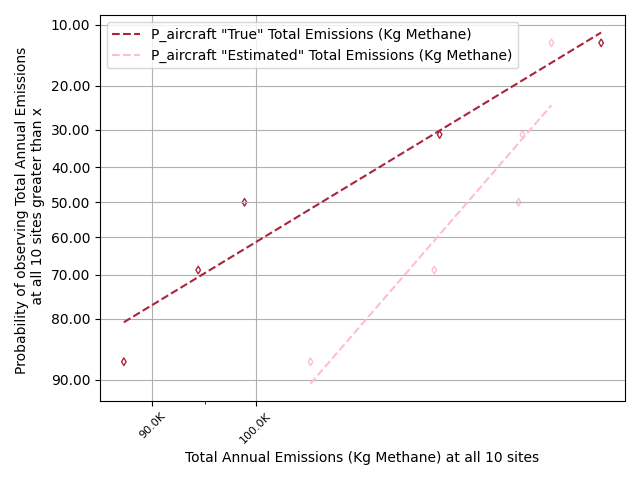 P_aircraft "True" Total Emissions (Kg Methane)
P_aircraft "Estimated" Total Emissions (Kg Methane)
Probability of observing Total Annual Emissions
at all 10 sites greater than x
10.00
20.00
30.00
40.00
50.00
60.00
70.00
80.00
90.00
90.0K
100.0K
Total Annual Emissions (Kg Methane) at all 10 sites